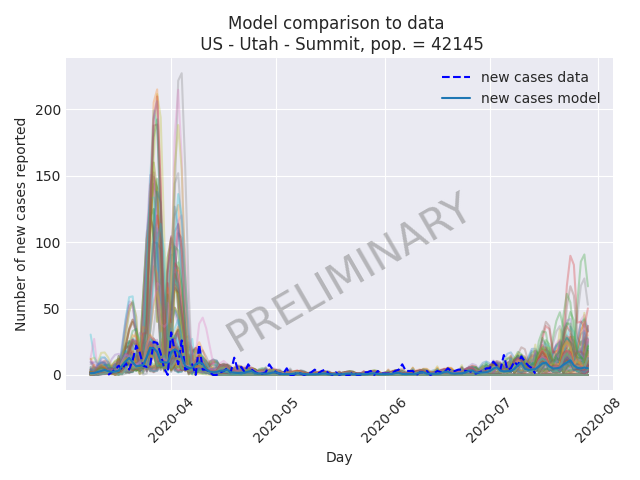 Model comparison to data
US - Utah - Summit, pop. = 42145
new cases data
new cases model
Number of new cases reported
200
150
100
50
0
PRELIMINARY
2020-04
2020-05
2020-06
2020-07
2020-08
Day